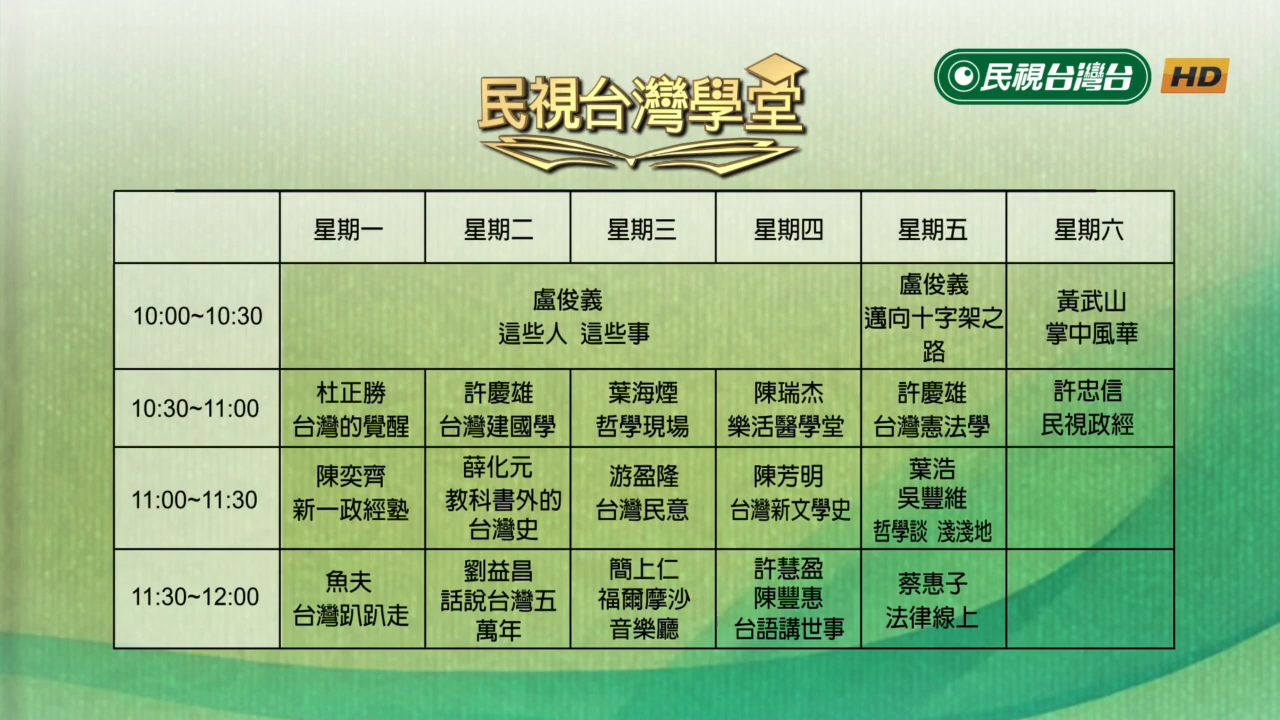 民視台灣學堂
民視台灣台 HD
星期一 星期二 星期三 星期四 星期五 星期六
10:00~10:30
盧俊義
這些人 這些事
盧俊義
邁向十字架之
路
黃武山
掌中風華
10:30~11:00
杜正勝
台灣的覺醒
許慶雄
台灣建國學
葉海煙
哲學現場
陳瑞杰
樂活醫學堂
許慶雄
台灣憲法學
許忠信
民視政經
11:00~11:30
陳奕齊
新一政經塾
薛化元
教科書外的
台灣史
游盈隆
台灣民意
陳芳明
台灣新文學史
葉浩
吳豐維
哲學談 淺淺地
11:30~12:00
魚夫
台灣趴趴走
劉益昌
話說台灣五
萬年
簡上仁
福爾摩沙
音樂廳
許慧盈
陳豐惠
台語講世事
蔡惠子
法律線上